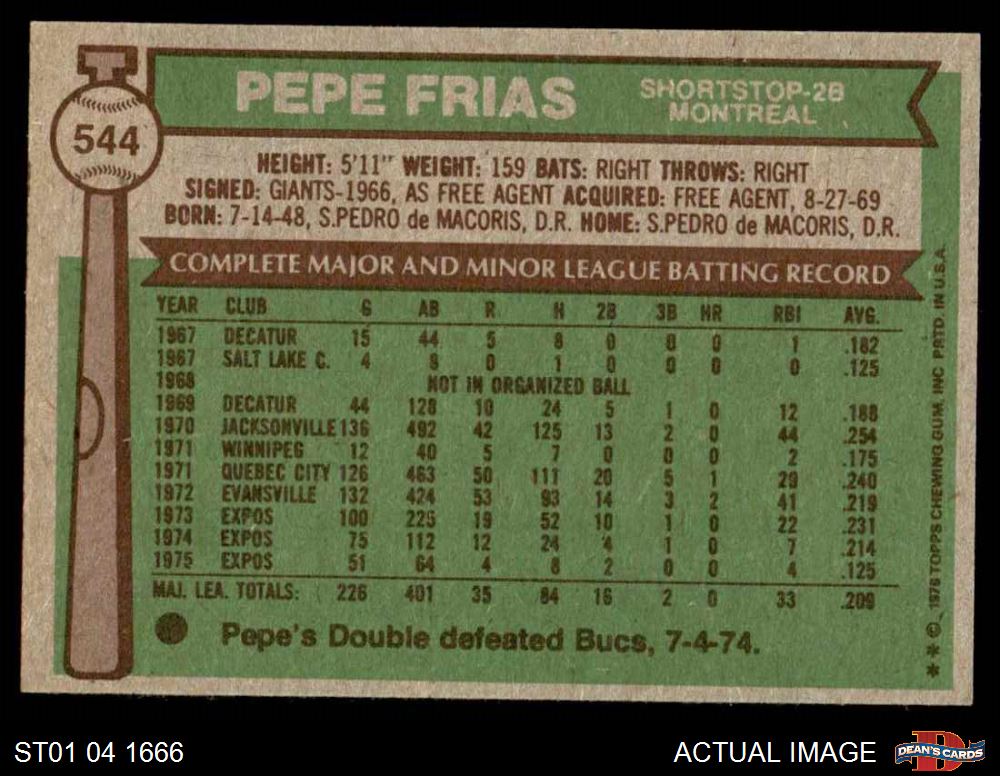 PEPE FRIAS
SHORTSTOP-2B
MONTREAL
544
HEIGHT: 5'11" WEIGHT: 159 BATS: RIGHT THROWS: RIGHT
SIGNED: GIANTS-1966, AS FREE AGENT ACQUIRED: FREE AGENT, 8-27-69
BORN: 7-14-48, S.PEDRO de MACORIS, D.R. HOME: S.PEDRO de MACORIS, D.R.
COMPLETE MAJOR AND MINOR LEAGUE BATTING RECORD
YEAR CLUB G AB R H 2B 3B HR RBI AVG.
1967 DECATUR 15 44 5 8 0 0 0 1 .182
1967 SALT LAKE C. 4 8 0 1 0 0 0 0 .125
1968 NOT IN ORGANIZED BALL
1969 DECATUR 44 128 10 24 5 1 0 12 .188
1970 JACKSONVILLE 136 492 42 125 13 2 0 44 .254
1971 WINNIPEG 12 40 5 7 0 0 0 2 .175
1971 QUEBEC CITY 126 463 50 111 20 5 1 29 .240
1972 EVANSVILLE 132 424 53 93 14 3 2 41 .219
1973 EXPOS 100 225 19 52 10 1 0 22 .231
1974 EXPOS 75 112 12 24 4 1 0 7 .214
1975 EXPOS 51 64 4 8 2 0 0 4 .125
MAJ. LEA. TOTALS: 226 401 35 84 16 2 0 33 .209
Pepe's Double defeated Bucs, 7-4-74.
* * © 1976 TOPPS CHEWING GUM, INC PRTD. IN U.S.A.
ST01 04 1666
ACTUAL IMAGE
DEAN'S CARDS